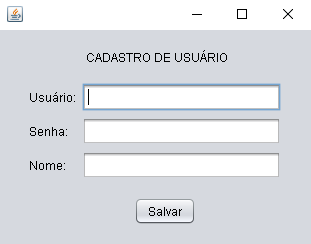 CADASTRO DE USUÁRIO
Usuário:
Senha:
Nome:
Salvar